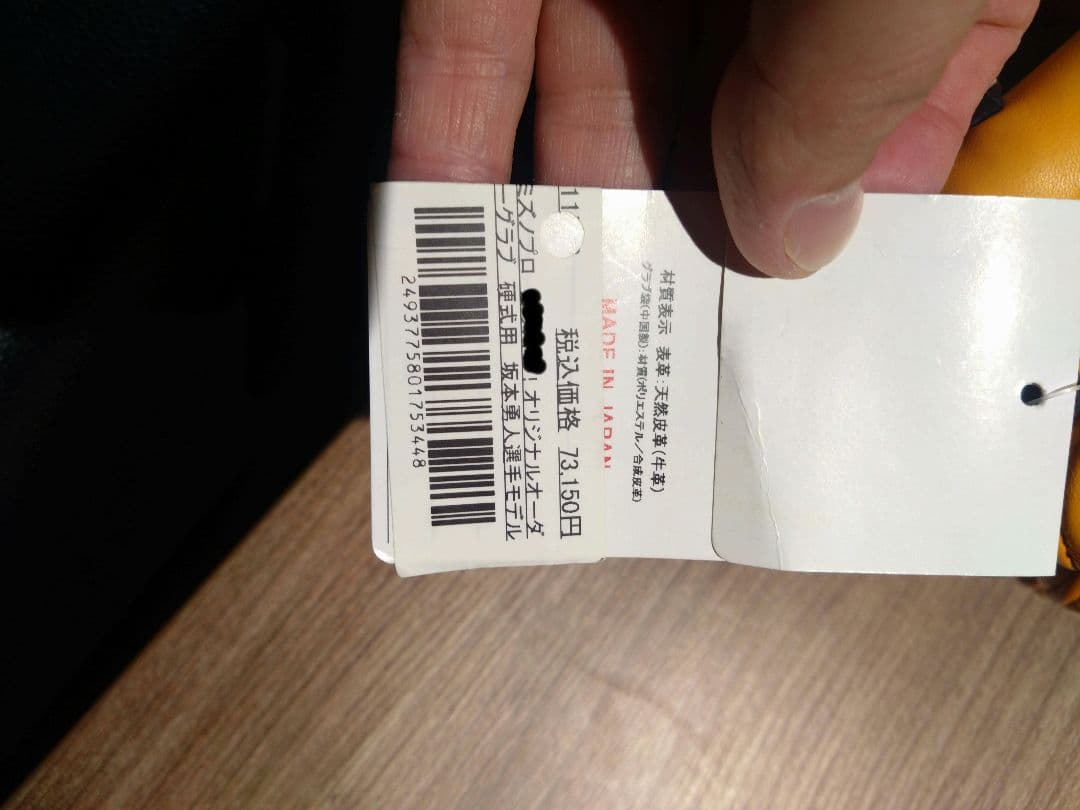 11
税込価格 73,150円
ミズノプロ オリジナルオーダ
ーグラブ 硬式用 坂本勇人選手モデル
2493775801753448
材質表示 表革:天然皮革(牛革)
グラブ袋(中国製):材質(ポリエステル/合成皮革)
MADE IN JAPAN